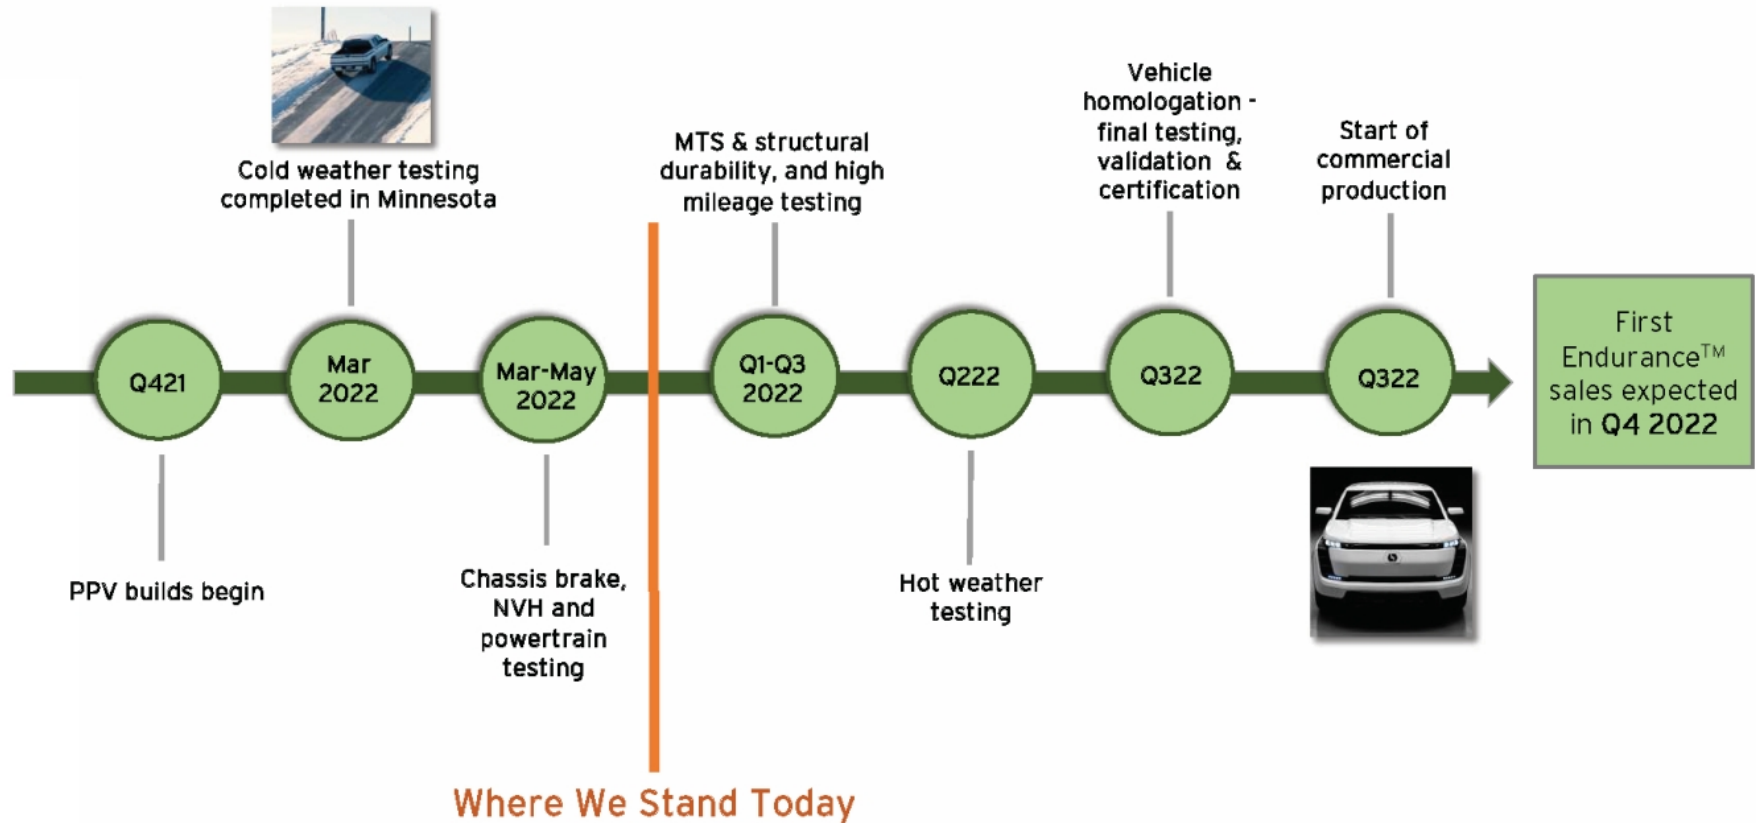 Cold weather testing
completed in Minnesota
MTS & structural
durability, and high
mileage testing
Vehicle
homologation -
final testing,
validation &
certification
Start of
commercial
production
Q421
Mar
2022
Mar-May
2022
Q1-Q3
2022
Q222
Q322
Q322
First
Endurance™
sales expected
in Q4 2022
PPV builds begin
Chassis brake,
NVH and
powertrain
testing
Hot weather
testing
Where We Stand Today